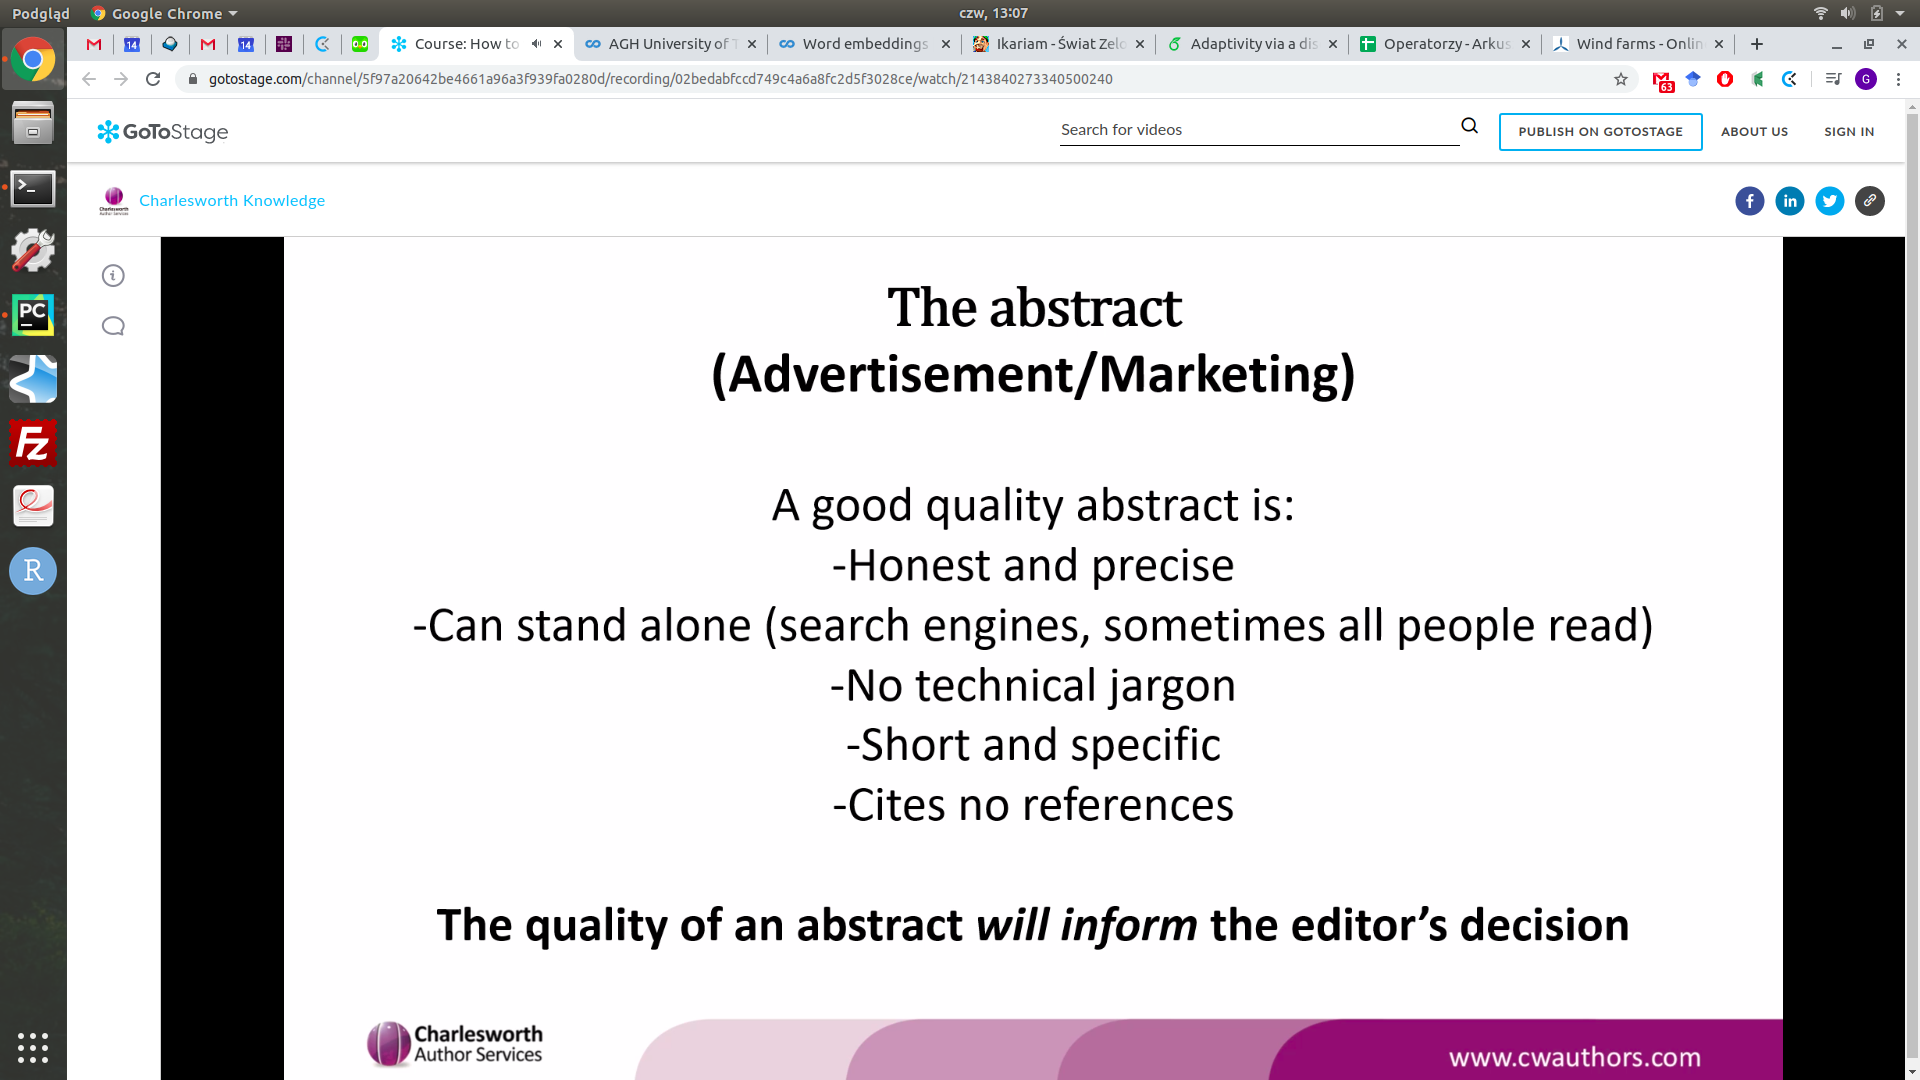 Podgląd Google Chrome czw, 13:07
14 14 Course: How to AGH University of T Word embeddings Ikariam - Świat Zelo Adaptivity via a dis Operatorzy - Arkus Wind farms - Onlin
gotostage.com/channel/5f97a20642be4661a96a3f939fa0280d/recording/02bedabfccd749c4a6a8fc2d5f3028ce/watch/2143840273340500240 63 G
GoToStage Search for videos PUBLISH ON GOTOSTAGE ABOUT US SIGN IN
Charlesworth Knowledge
The abstract
(Advertisement/Marketing)
A good quality abstract is:
-Honest and precise
-Can stand alone (search engines, sometimes all people read)
-No technical jargon
-Short and specific
-Cites no references
The quality of an abstract will inform the editor’s decision
Charlesworth
Author Services
www.cwauthors.com
PC
FZ
R